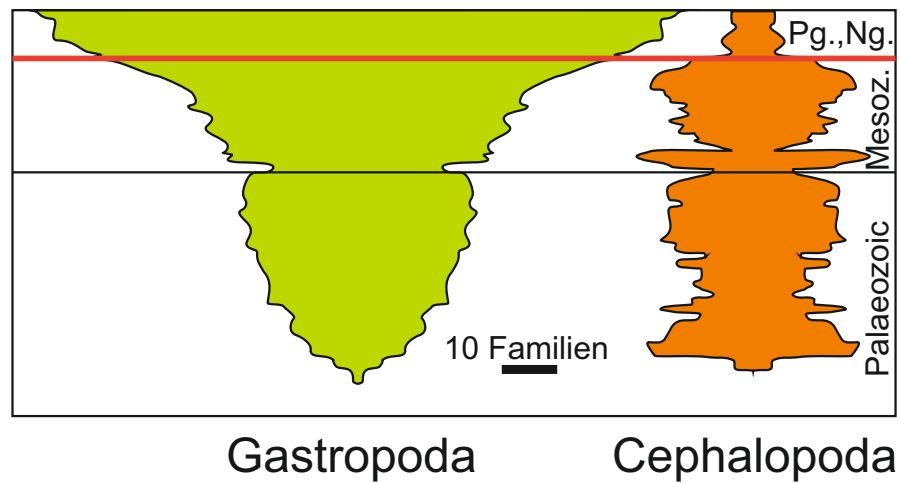 Pg.,Ng.
Mesoz.
Palaeozoic
10 Familien
Gastropoda
Cephalopoda